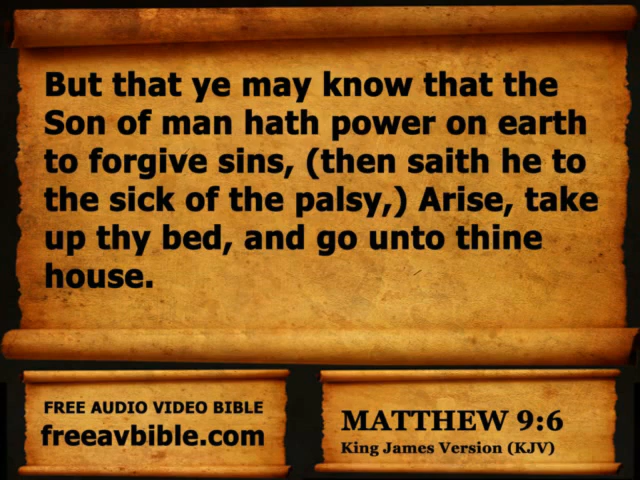 But that ye may know that the
Son of man hath power on earth
to forgive sins, (then saith he to
the sick of the palsy,) Arise, take
up thy bed, and go unto thine
house.
FREE AUDIO VIDEO BIBLE
freeavbible.com
MATTHEW 9:6
King James Version (KJV)